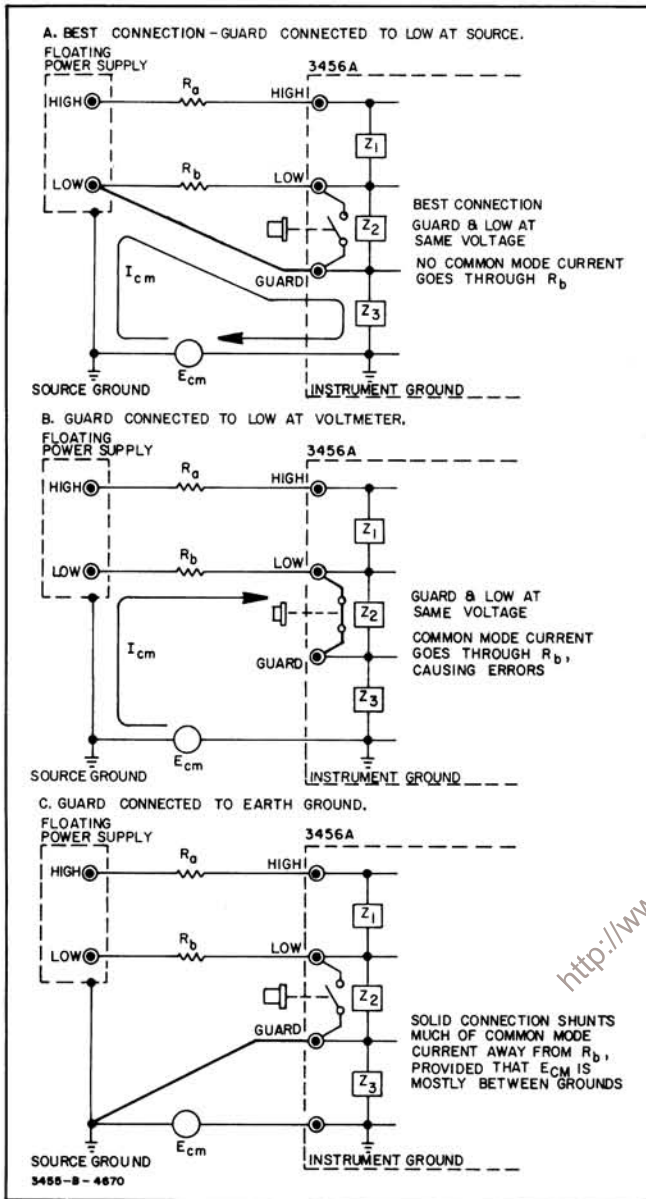 A. BEST CONNECTION-GUARD CONNECTED TO LOW AT SOURCE.
FLOATING
POWER SUPPLY
3456A
HIGH
Ra
HIGH
Z1
LOW
Rb
LOW
Z2
BEST CONNECTION
GUARD & LOW AT
SAME VOLTAGE
NO COMMON MODE CURRENT
GOES THROUGH Rb
Icm
GUARD
Z3
Ecm
SOURCE GROUND
INSTRUMENT GROUND
B. GUARD CONNECTED TO LOW AT VOLTMETER.
FLOATING
POWER SUPPLY
3456A
HIGH
Ra
HIGH
Z1
LOW
Rb
LOW
Z2
GUARD & LOW AT
SAME VOLTAGE
COMMON MODE CURRENT
GOES THROUGH Rb,
CAUSING ERRORS
Icm
GUARD
Z3
Ecm
SOURCE GROUND
INSTRUMENT GROUND
C. GUARD CONNECTED TO EARTH GROUND.
FLOATING
POWER SUPPLY
3456A
HIGH
Ra
HIGH
Z1
LOW
Rb
LOW
Z2
GUARD
SOLID CONNECTION SHUNTS
MUCH OF COMMON MODE
CURRENT AWAY FROM Rb,
PROVIDED THAT ECM IS
MOSTLY BETWEEN GROUNDS
Z3
Ecm
SOURCE GROUND
INSTRUMENT GROUND
3455-B-4670
http://ww